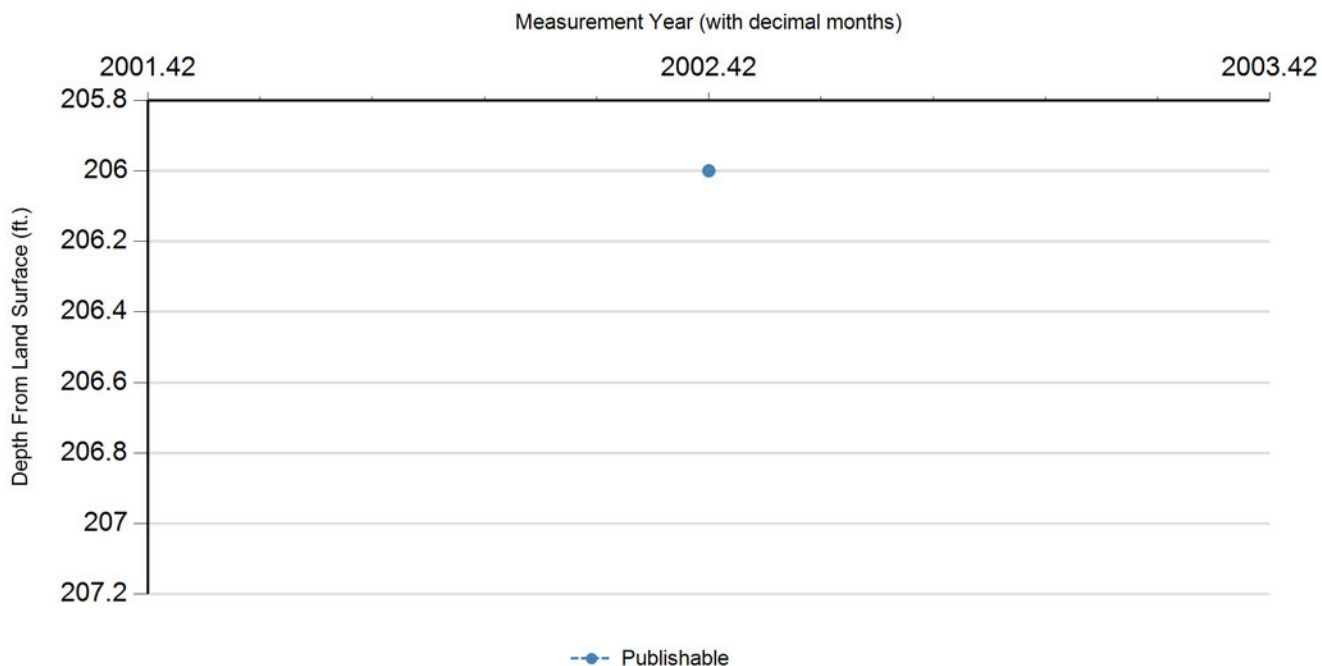 Measurement Year (with decimal months)
2001.42 2002.42 2003.42
205.8
206
206.2
206.4
206.6
206.8
207
207.2
Depth From Land Surface (ft.)
Publishable